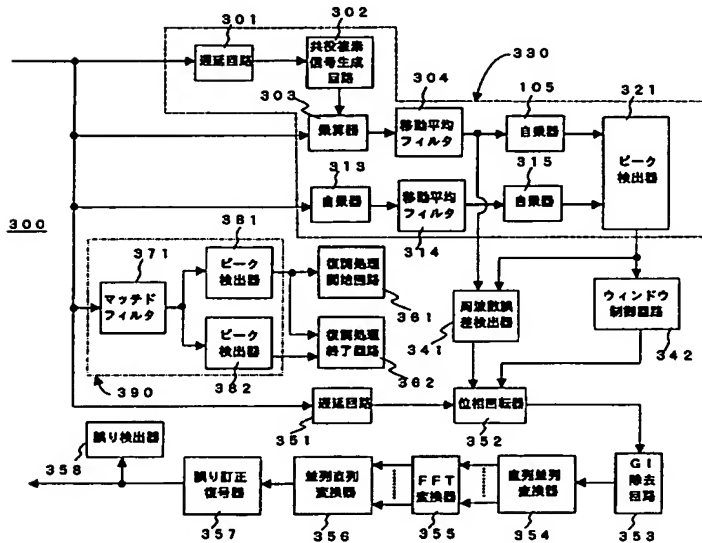 301
302
遅延回路
共役複素
信号生成
回路
330
303
304
105
321
乗算器
移動平均
フィルタ
自乗器
ピーク
検出器
313
315
自乗器
移動平均
フィルタ
自乗器
314
300
381
371
ピーク
検出器
復調処理
開始回路
361
マッチド
フィルタ
ピーク
検出器
382
復調処理
終了回路
362
390
周波数誤
差検出器
341
ウィンドウ
制御回路
342
遅延回路
351
位相回転器
352
誤り検出器
358
誤り訂正
復号器
357
並列直列
変換器
356
FFT
変換器
355
直列並列
変換器
354
GI
除去
回路
353